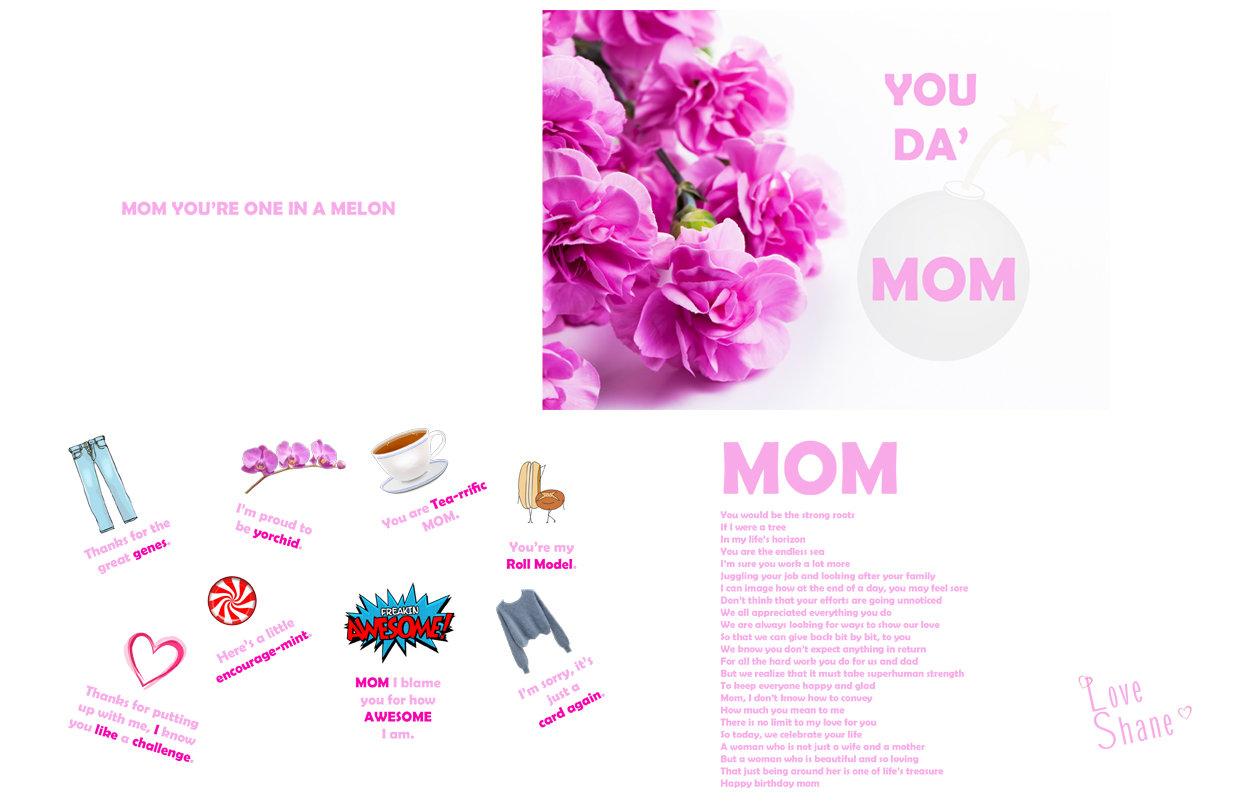 MOM YOU'RE ONE IN A MELON
YOU
DA'
MOM
Thanks for the
great genes.
I'm proud to
be yorchid.
You are Tea-rrific
MOM.
You're my
Roll Model.
Here's a little
encourage-mint.
Thanks for putting
up with me, I know
you like a challenge.
FREAKIN
AWESOME!
MOM I blame
you for how
AWESOME
I am.
I'm sorry, it's
just a
card again.
MOM
You would be the strong roots
If I were a tree
In my life's horizon
You are the endless sea
I'm sure you work a lot more
Juggling your job and looking after your family
I can image how at the end of a day, you may feel sore
Don't think that your efforts are going unnoticed
We all appreciated everything you do
We are always looking for ways to show our love
So that we can give back bit by bit, to you
We know you don't expect anything in return
For all the hard work you do for us and dad
But we realize that it must take superhuman strength
To keep everyone happy and glad
Mom, I don't know how to convey
How much you mean to me
There is no limit to my love for you
So today, we celebrate your life
A woman who is not just a wife and a mother
But a woman who is beautiful and so loving
That just being around her is one of life's treasure
Happy birthday mom
Love
Shane